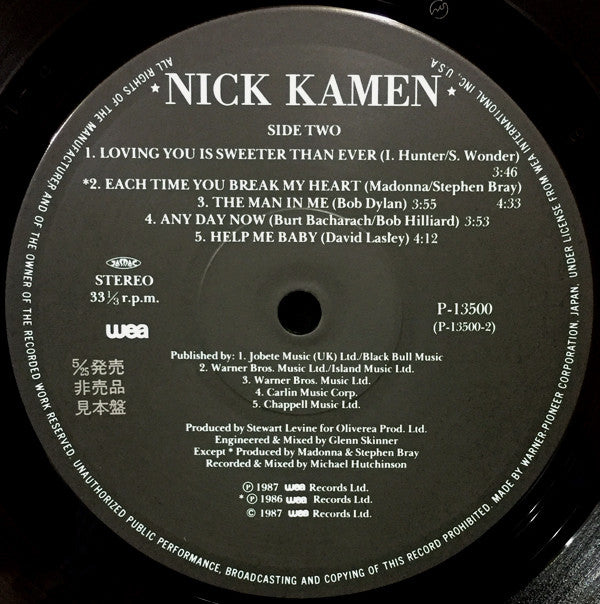 ★ NICK KAMEN ★
SIDE TWO
1. LOVING YOU IS SWEETER THAN EVER (I. Hunter/S. Wonder)
3:46
*2. EACH TIME YOU BREAK MY HEART (Madonna/Stephen Bray)
4:33
3. THE MAN IN ME (Bob Dylan) 3:55
4. ANY DAY NOW (Burt Bacharach/Bob Hilliard) 3:53
5. HELP ME BABY (David Lasley) 4:12
JASRAC
STEREO
33 1/3 r.p.m.
wea
P-13500
(P-13500-2)
5/25発売
非売品
見本盤
Published by: 1. Jobete Music (UK) Ltd./Black Bull Music
2. Warner Bros. Music Ltd./Island Music Ltd.
3. Warner Bros. Music Ltd.
4. Carlin Music Corp.
5. Chappell Music Ltd.
Produced by Stewart Levine for Oliverea Prod. Ltd.
Engineered & Mixed by Glenn Skinner
Except * Produced by Madonna & Stephen Bray
Recorded & Mixed by Michael Hutchinson
℗ 1987 wea Records Ltd.
* ℗ 1986 wea Records Ltd.
© 1987 wea Records Ltd.
ALL RIGHTS OF THE MANUFACTURER AND OF THE OWNER OF THE RECORDED WORK RESERVED. UNAUTHORIZED PUBLIC PERFORMANCE, BROADCASTING AND COPYING OF THIS RECORD PROHIBITED. MADE BY WARNER-PIONEER CORPORATION, JAPAN, UNDER LICENSE FROM WEA INTERNATIONAL INC., U.S.A.